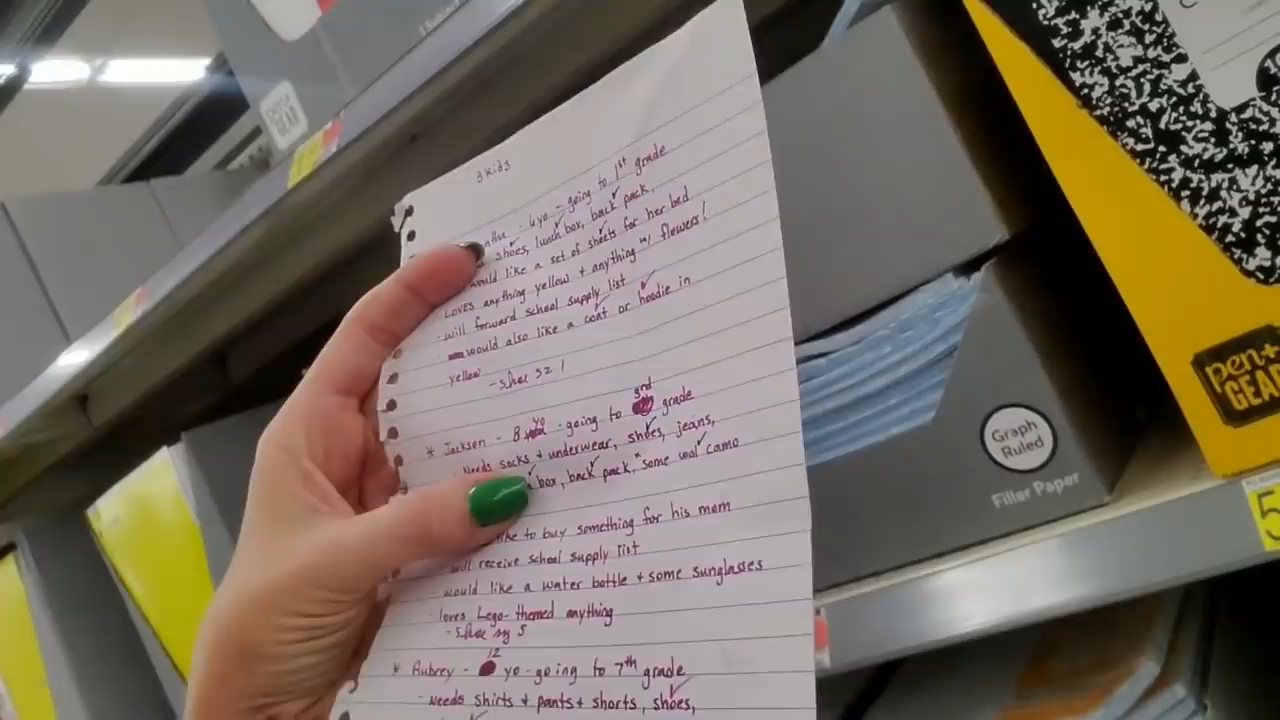 3 kids
- 6yo - going to 1st grade
shoes, lunch box, back pack,
would like a set of sheets for her bed
LOVES anything yellow + anything w/ flowers!
- will forward school supply list
would also like a coat or hoodie in
yellow - shoe sz 1
* Jackson - 8 yo - going to 3rd grade
Needs socks + underwear, shoes, jeans,
box, back pack, "some cool camo
to buy something for his mom
receive school supply list
- would like a water bottle + some sunglasses
- loves Lego-themed anything
- shoe sz 5
* Aubrey - 12 yo - going to 7th grade
- Needs shirts + pants + shorts, shoes,
Graph
Ruled
Filler Paper
pen+
GEAR
GEAR
5